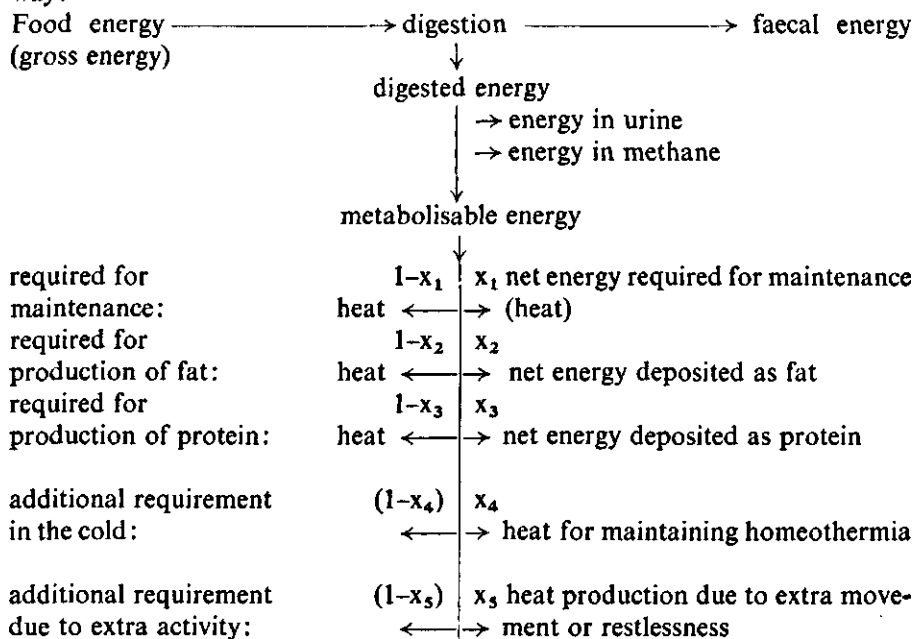 way:
Food energy → digestion → faecal energy
(gross energy)
↓
digested energy
→ energy in urine
→ energy in methane
metabolisable energy
required for 1–x₁ x₁ net energy required for maintenance
maintenance: heat ← → (heat)
required for 1–x₂ x₂
production of fat: heat ← → net energy deposited as fat
required for 1–x₃ x₃
production of protein: heat ← → net energy deposited as protein
additional requirement (1–x₄) x₄
in the cold: ← → heat for maintaining homeothermia
additional requirement (1–x₅) x₅ heat production due to extra move-
due to extra activity: ← → ment or restlessness